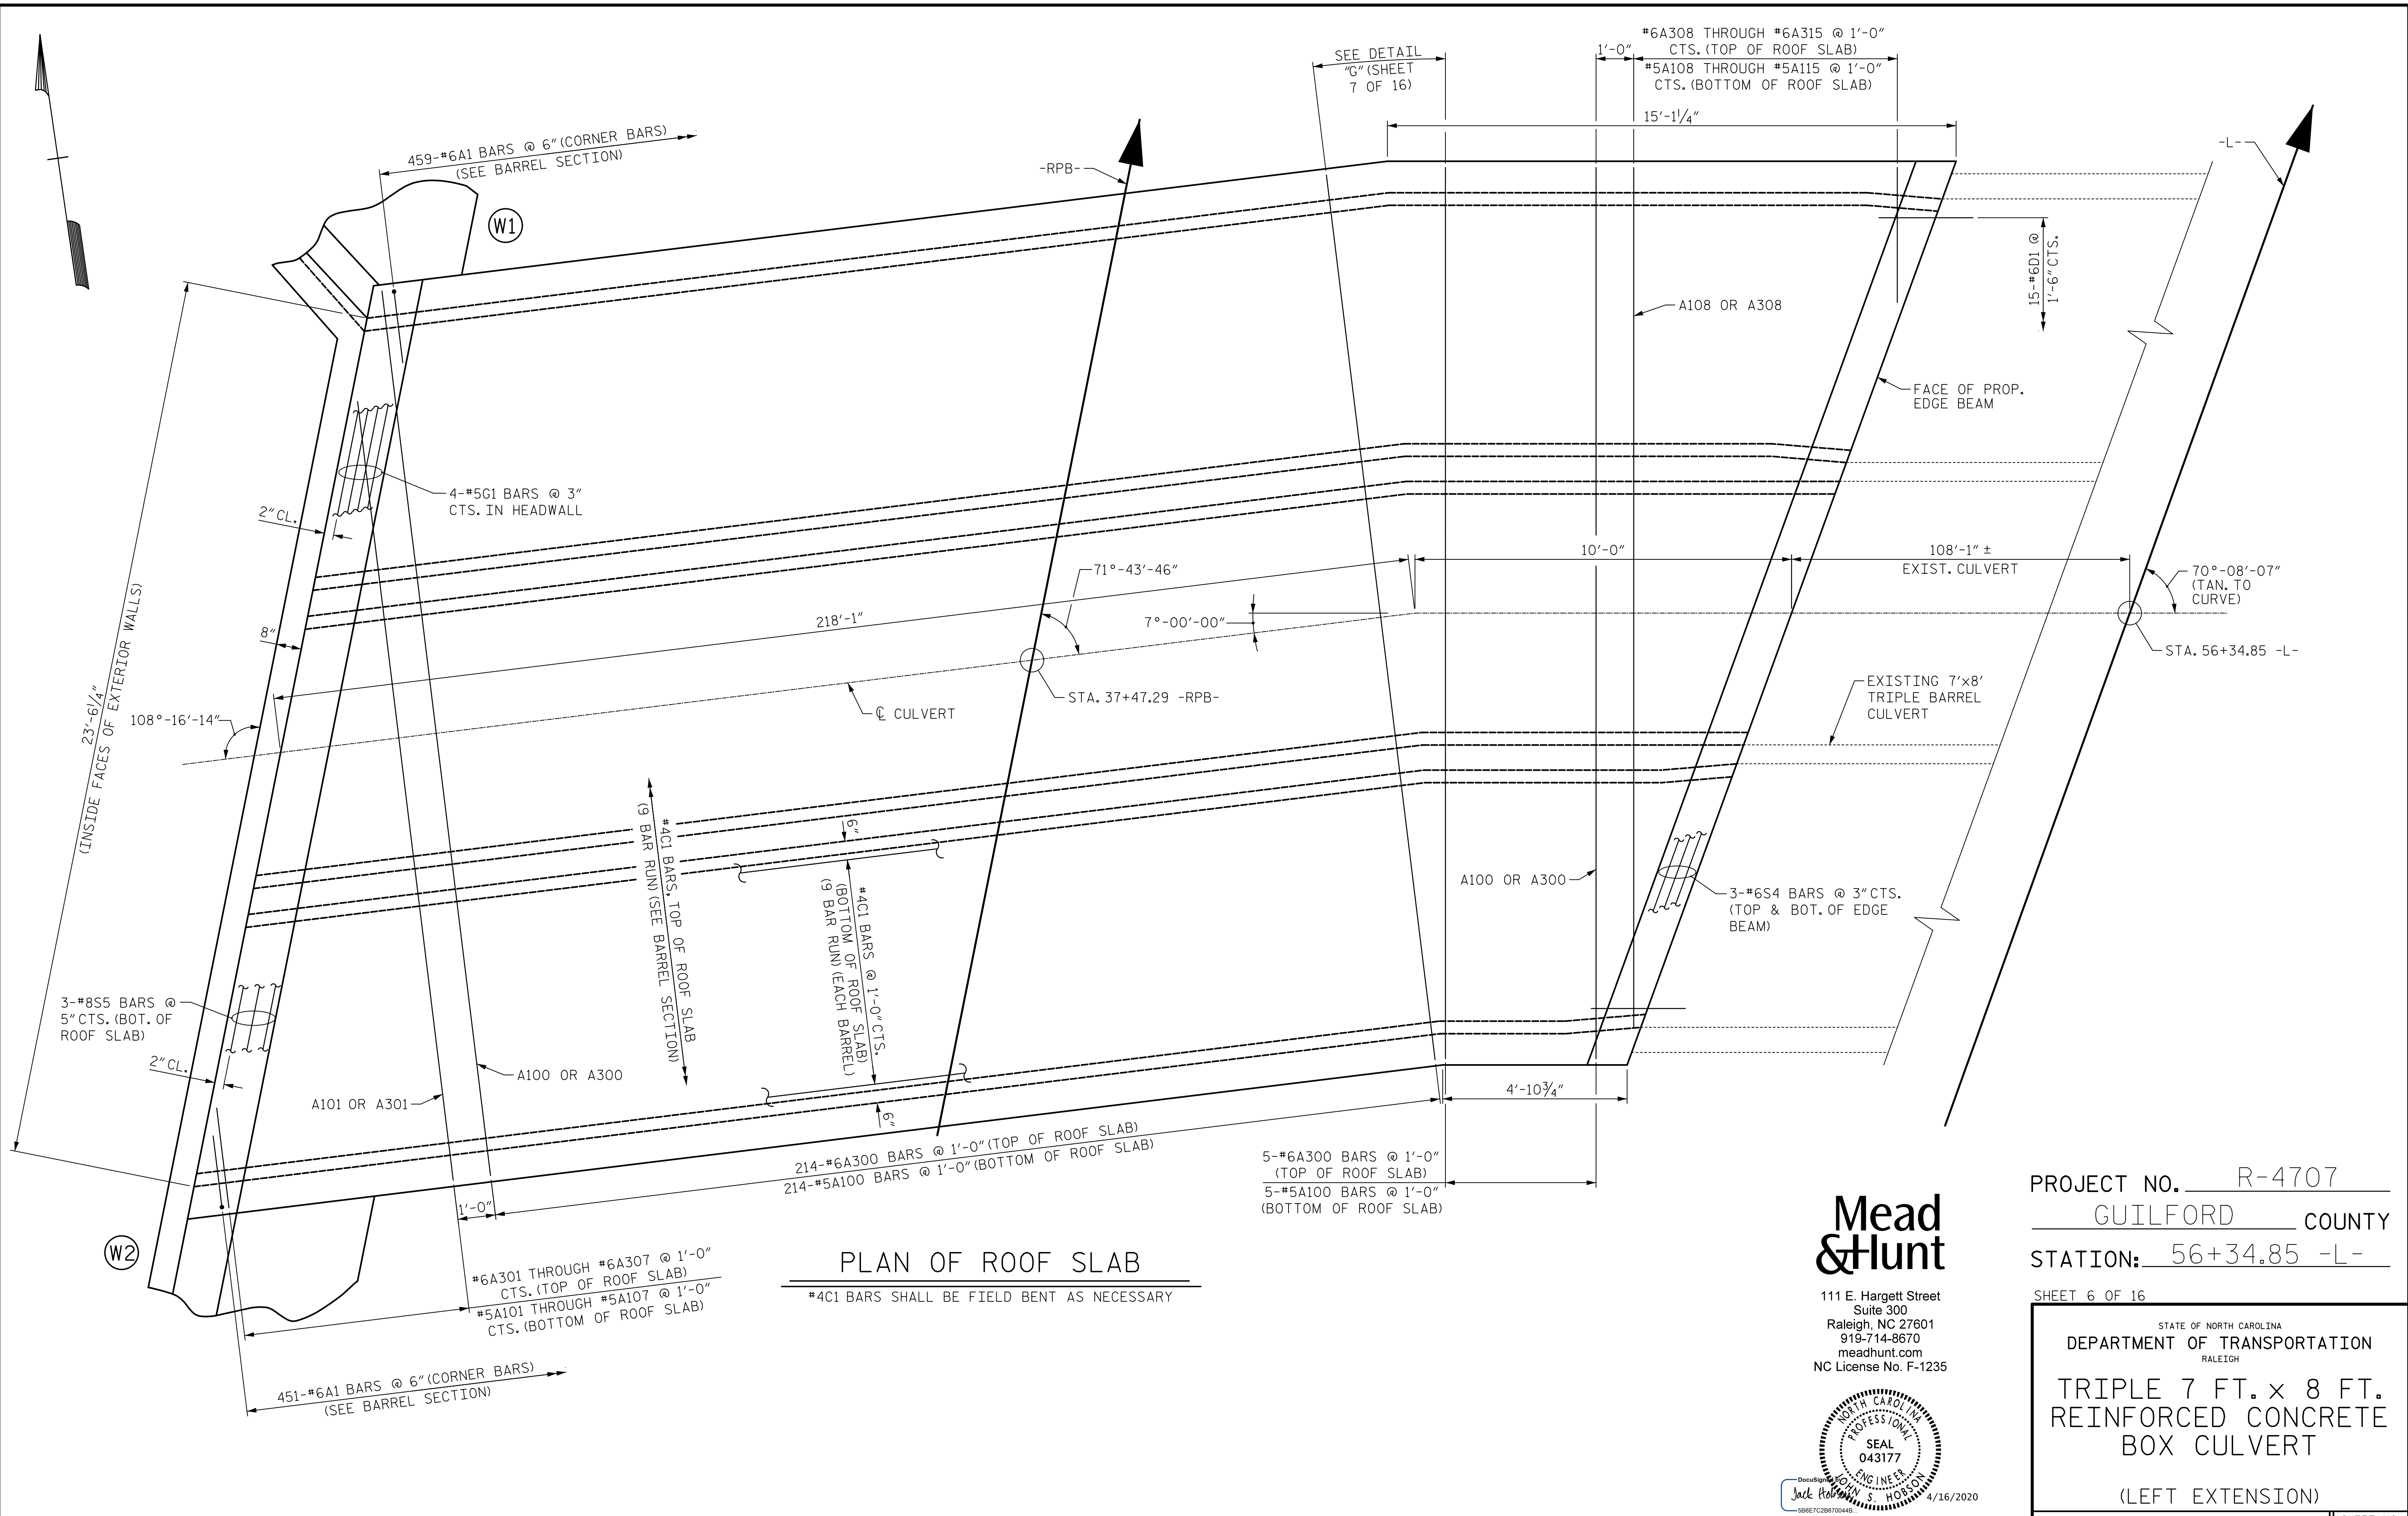 #6A308 THROUGH #6A315 @ 1'-0"
CTS. (TOP OF ROOF SLAB)
#5A108 THROUGH #5A115 @ 1'-0"
CTS. (BOTTOM OF ROOF SLAB)
1'-0"
SEE DETAIL
"G" (SHEET
7 OF 16)
15'-1 1/4"
-L-
459-#6A1 BARS @ 6" (CORNER BARS)
(SEE BARREL SECTION)
-RPB-
W1
15-#6D1 @
1'-6" CTS.
A108 OR A308
FACE OF PROP.
EDGE BEAM
4-#5G1 BARS @ 3"
CTS. IN HEADWALL
2" CL.
10'-0"
108'-1" ±
EXIST. CULVERT
70°-08'-07"
(TAN. TO
CURVE)
71°-43'-46"
218'-1"
7°-00'-00"
8"
STA. 56+34.85 -L-
23'-6 1/4"
(INSIDE FACES OF EXTERIOR WALLS)
108°-16'-14"
STA. 37+47.29 -RPB-
℄ CULVERT
EXISTING 7'x8'
TRIPLE BARREL
CULVERT
#4C1 BARS, TOP OF ROOF SLAB
(9 BAR RUN) (SEE BARREL SECTION)
6"
#4C1 BARS @ 1'-0" CTS.
(BOTTOM OF ROOF SLAB)
(9 BAR RUN) (EACH BARREL)
6"
A100 OR A300
3-#6S4 BARS @ 3" CTS.
(TOP & BOT. OF EDGE
BEAM)
3-#8S5 BARS @
5" CTS. (BOT. OF
ROOF SLAB)
2" CL.
A100 OR A300
A101 OR A301
4'-10 3/4"
214-#6A300 BARS @ 1'-0" (TOP OF ROOF SLAB)
214-#5A100 BARS @ 1'-0" (BOTTOM OF ROOF SLAB)
5-#6A300 BARS @ 1'-0"
(TOP OF ROOF SLAB)
5-#5A100 BARS @ 1'-0"
(BOTTOM OF ROOF SLAB)
1'-0"
W2
#6A301 THROUGH #6A307 @ 1'-0"
CTS. (TOP OF ROOF SLAB)
#5A101 THROUGH #5A107 @ 1'-0"
CTS. (BOTTOM OF ROOF SLAB)
451-#6A1 BARS @ 6" (CORNER BARS)
(SEE BARREL SECTION)
PLAN OF ROOF SLAB
#4C1 BARS SHALL BE FIELD BENT AS NECESSARY
Mead
&Hunt
111 E. Hargett Street
Suite 300
Raleigh, NC 27601
919-714-8670
meadhunt.com
NC License No. F-1235
NORTH CAROLINA
PROFESSIONAL
SEAL
043177
ENGINEER
JOHN S. HOBSON
Jack Hobson
5B6E7C2B670044B...
4/16/2020
PROJECT NO. R-4707
GUILFORD COUNTY
STATION: 56+34.85 -L-
SHEET 6 OF 16
STATE OF NORTH CAROLINA
DEPARTMENT OF TRANSPORTATION
RALEIGH
TRIPLE 7 FT. x 8 FT.
REINFORCED CONCRETE
BOX CULVERT
(LEFT EXTENSION)